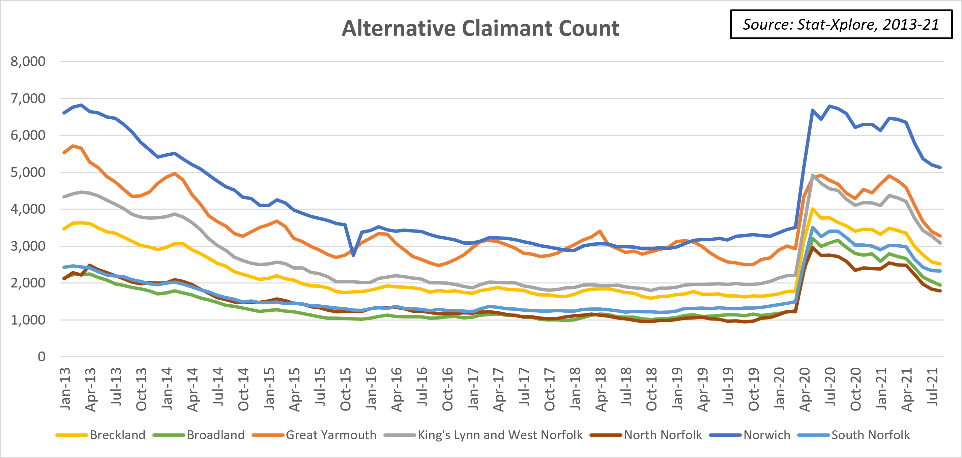 Alternative Claimant Count
Source: Stat-Xplore, 2013-21
8,000
7,000
6,000
5,000
4,000
3,000
2,000
1,000
0
Jan-13
Apr-13
Jul-13
Oct-13
Jan-14
Apr-14
Jul-14
Oct-14
Jan-15
Apr-15
Jul-15
Oct-15
Jan-16
Apr-16
Jul-16
Oct-16
Jan-17
Apr-17
Jul-17
Oct-17
Jan-18
Apr-18
Jul-18
Oct-18
Jan-19
Apr-19
Jul-19
Oct-19
Jan-20
Apr-20
Jul-20
Oct-20
Jan-21
Apr-21
Jul-21
Breckland Broadland Great Yarmouth King's Lynn and West Norfolk North Norfolk Norwich South Norfolk